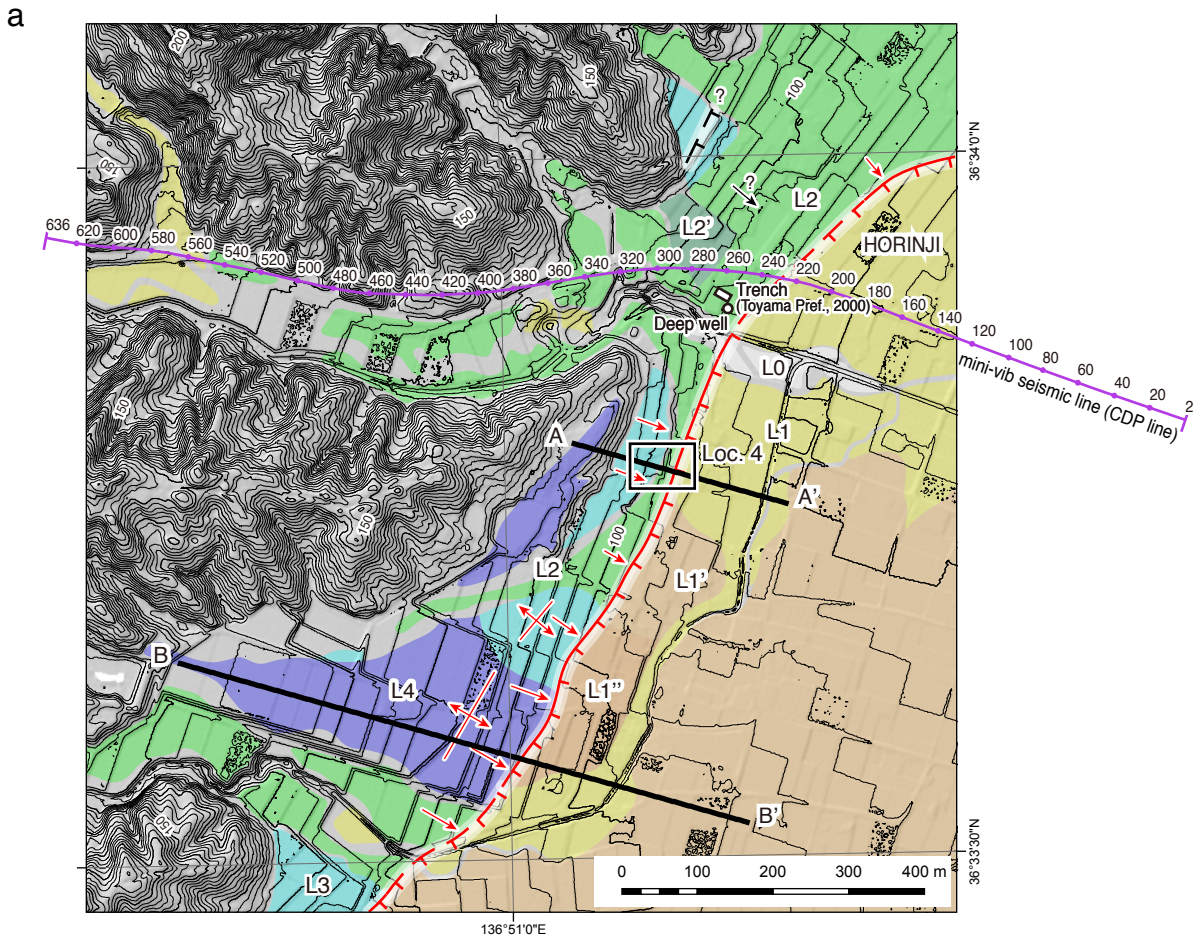 a
200
150
?
100
36°34'0"N
150
?
L2
150
L2'
HORINJI
636
620
600
580
560
540
520
500
480
460
440
420
400
380
360
340
320
300
280
260
240
220
200
180
160
140
120
100
80
60
40
20
2
Trench
(Toyama Pref., 2000)
Deep well
mini-vib seismic line (CDP line)
L0
150
A
L1
Loc. 4
A'
150
100
L2
L1'
B
L4
L1''
B'
150
36°33'30"N
L3
0 100 200 300 400 m
136°51'0"E